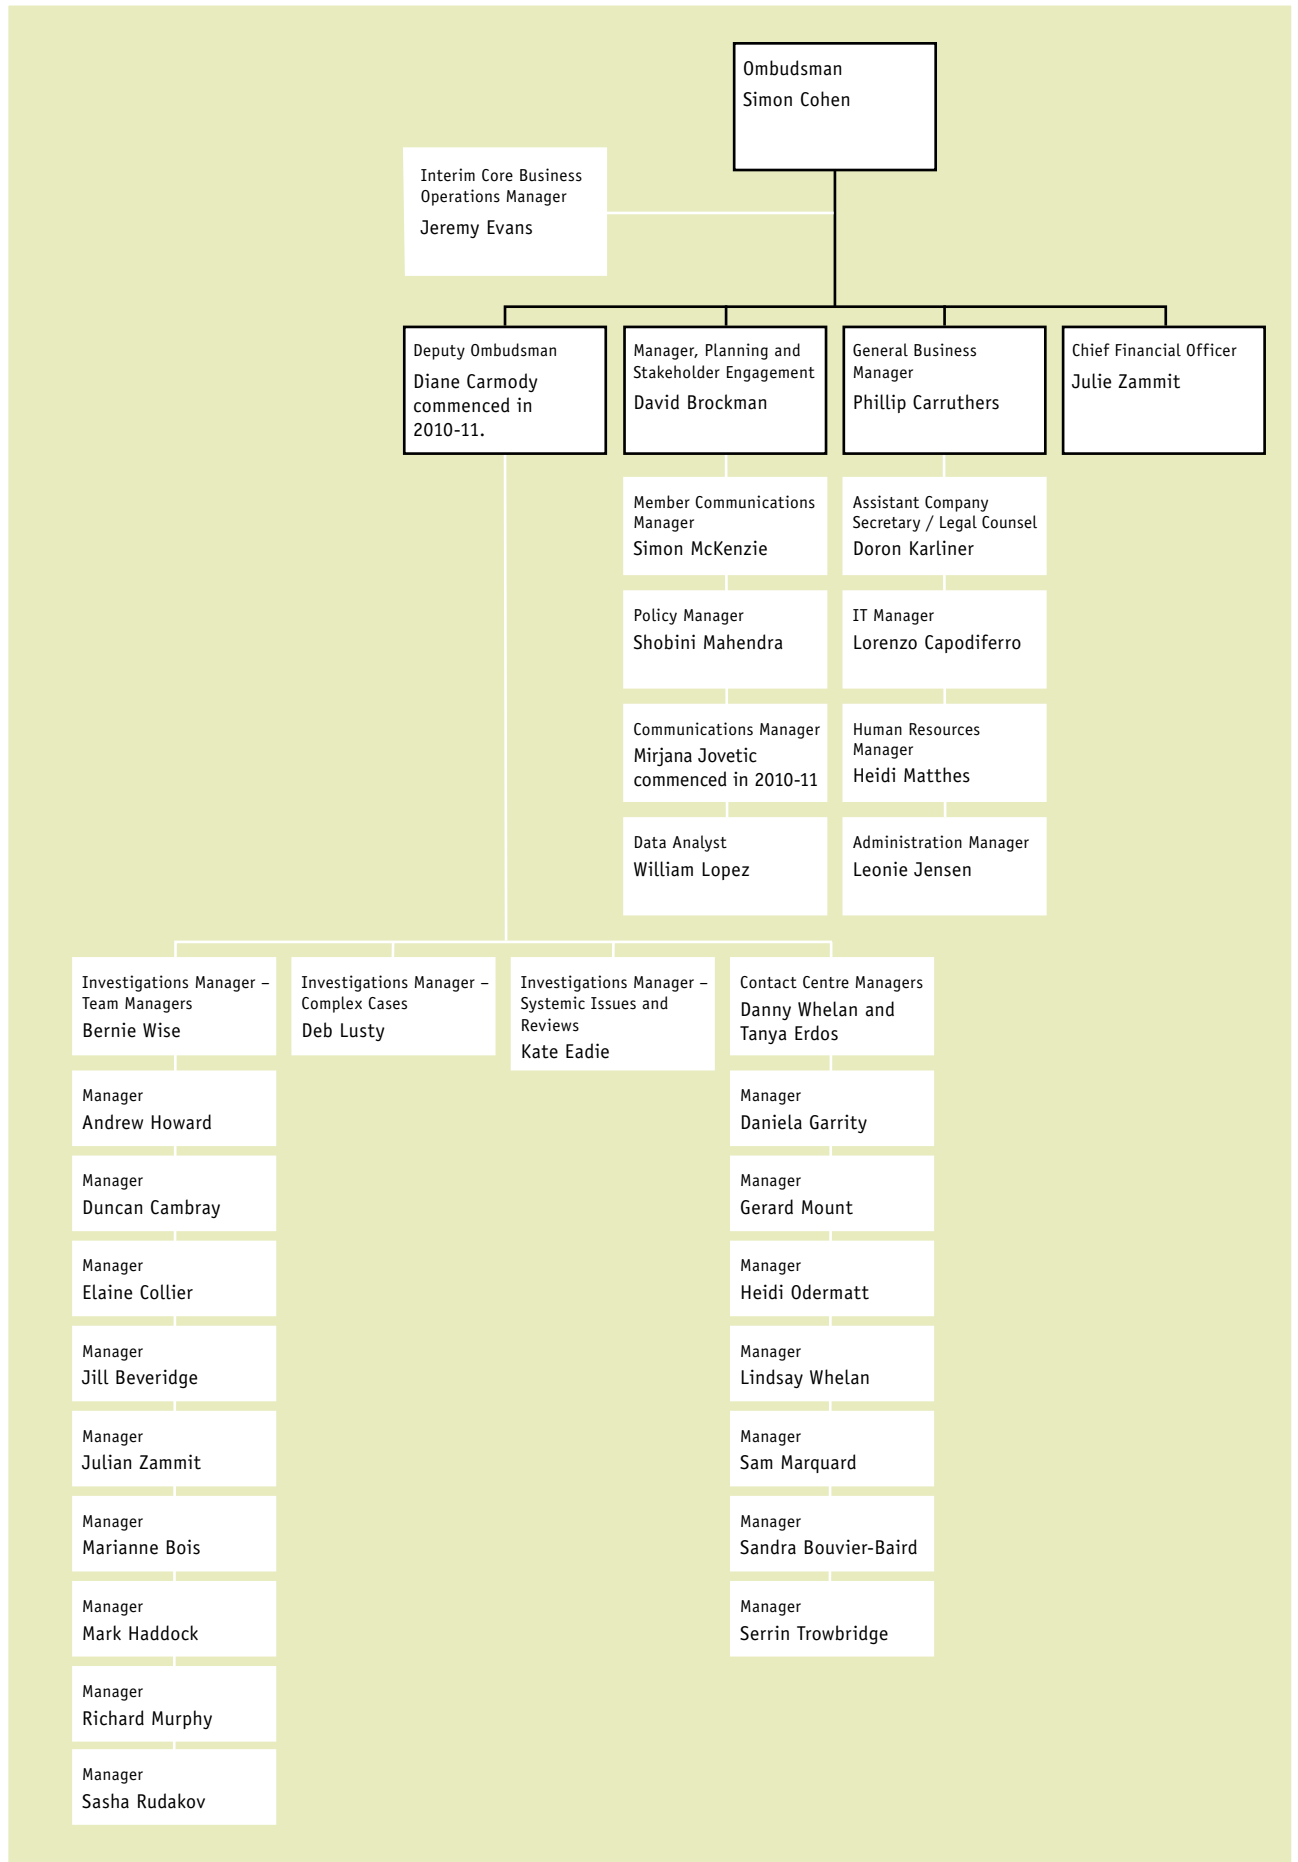 Ombudsman
Simon Cohen
Interim Core Business
Operations Manager
Jeremy Evans
Deputy Ombudsman
Diane Carmody
commenced in
2010-11.
Manager, Planning and
Stakeholder Engagement
David Brockman
General Business
Manager
Phillip Carruthers
Chief Financial Officer
Julie Zammit
Member Communications
Manager
Simon McKenzie
Assistant Company
Secretary / Legal Counsel
Doron Karliner
Policy Manager
Shobini Mahendra
IT Manager
Lorenzo Capodiferro
Communications Manager
Mirjana Jovetic
commenced in 2010-11
Human Resources
Manager
Heidi Matthes
Data Analyst
William Lopez
Administration Manager
Leonie Jensen
Investigations Manager –
Team Managers
Bernie Wise
Investigations Manager –
Complex Cases
Deb Lusty
Investigations Manager –
Systemic Issues and
Reviews
Kate Eadie
Contact Centre Managers
Danny Whelan and
Tanya Erdos
Manager
Andrew Howard
Manager
Duncan Cambray
Manager
Elaine Collier
Manager
Jill Beveridge
Manager
Julian Zammit
Manager
Marianne Bois
Manager
Mark Haddock
Manager
Richard Murphy
Manager
Sasha Rudakov
Manager
Daniela Garrity
Manager
Gerard Mount
Manager
Heidi Odermatt
Manager
Lindsay Whelan
Manager
Sam Marquard
Manager
Sandra Bouvier-Baird
Manager
Serrin Trowbridge